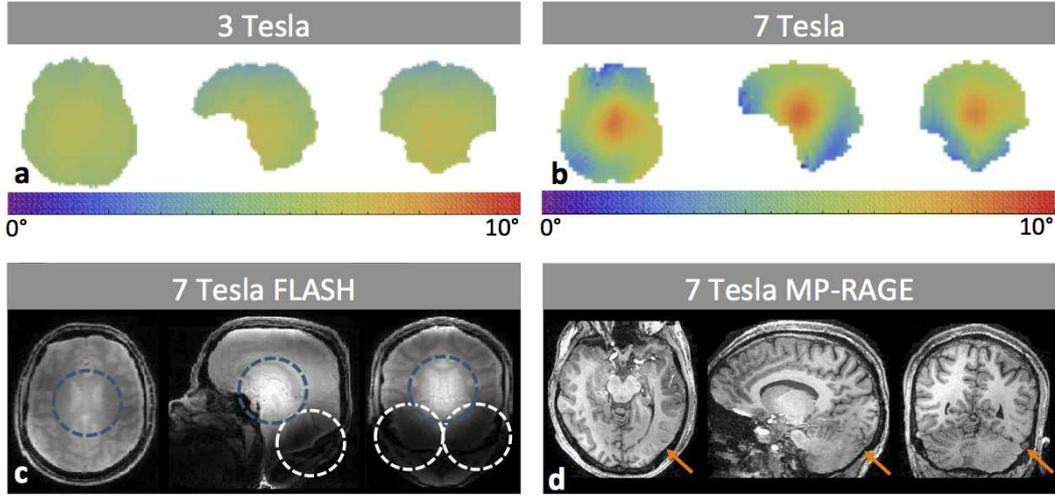 3 Tesla
7 Tesla
a
b
0°
10°
0°
10°
7 Tesla FLASH
7 Tesla MP-RAGE
c
d